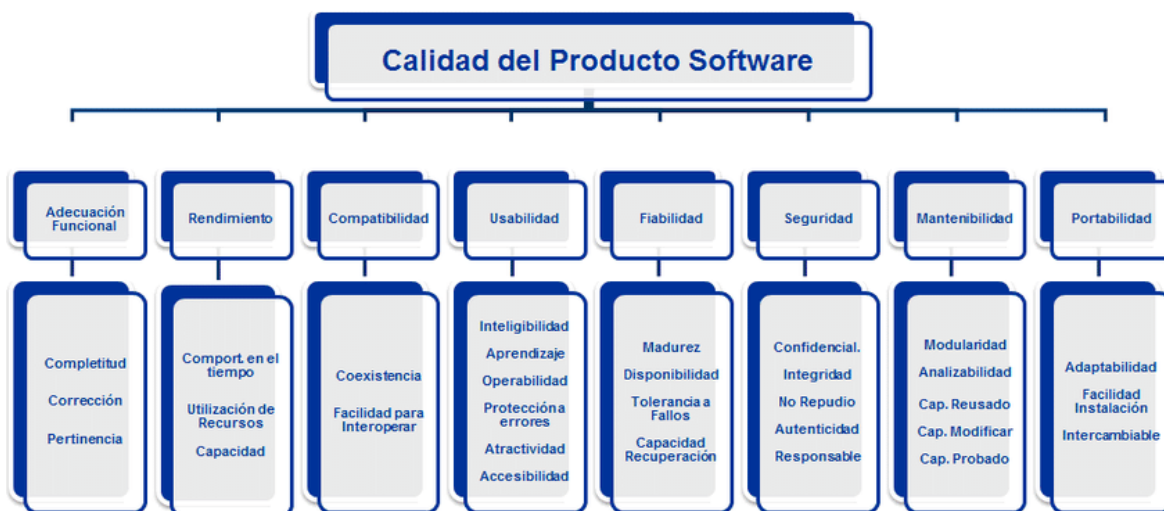 Calidad del Producto Software
Adecuación
Funcional
Rendimiento
Compatibilidad
Usabilidad
Fiabilidad
Seguridad
Mantenibilidad
Portabilidad
Completitud
Corrección
Pertinencia
Comport. en el
tiempo
Utilización de
Recursos
Capacidad
Coexistencia
Facilidad para
Interoperar
Inteligibilidad
Aprendizaje
Operabilidad
Protección a
errores
Atractividad
Accesibilidad
Madurez
Disponibilidad
Tolerancia a
Fallos
Capacidad
Recuperación
Confidencial.
Integridad
No Repudio
Autenticidad
Responsable
Modularidad
Analizabilidad
Cap. Reusado
Cap. Modificar
Cap. Probado
Adaptabilidad
Facilidad
Instalación
Intercambiable